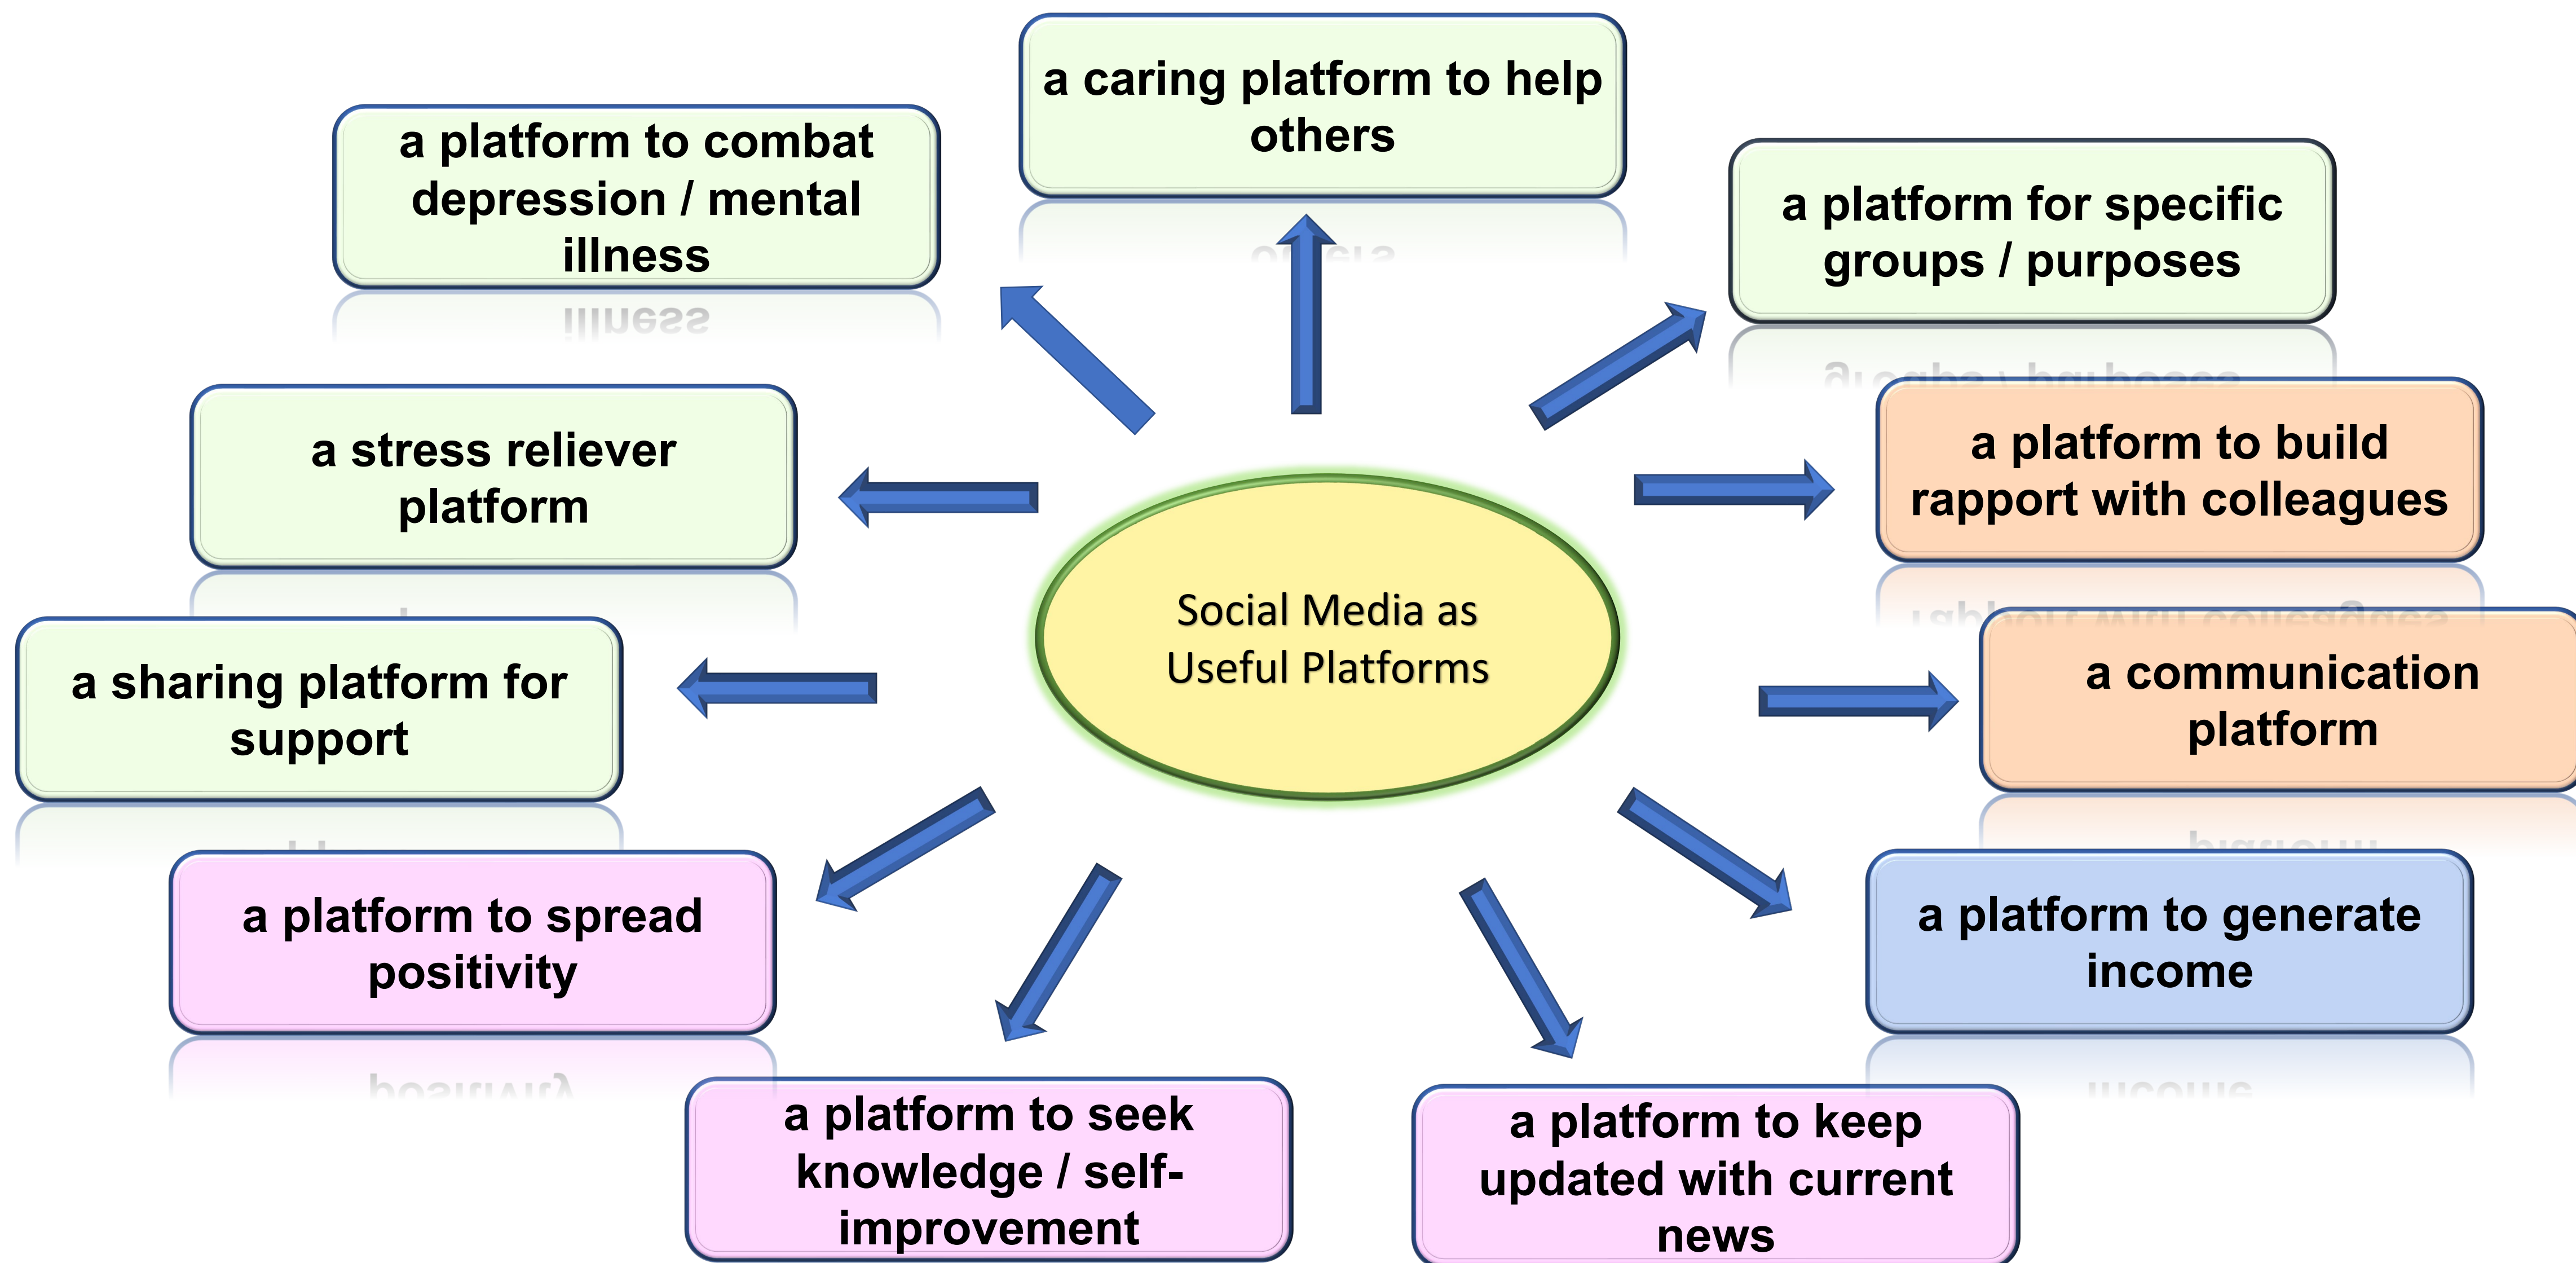 a caring platform to help
others
a platform to combat
depression / mental
illness
a platform for specific
groups / purposes
a stress reliever
platform
a platform to build
rapport with colleagues
Social Media as
Useful Platforms
a sharing platform for
support
a communication
platform
a platform to spread
positivity
a platform to generate
income
a platform to seek
knowledge / self-
improvement
a platform to keep
updated with current
news